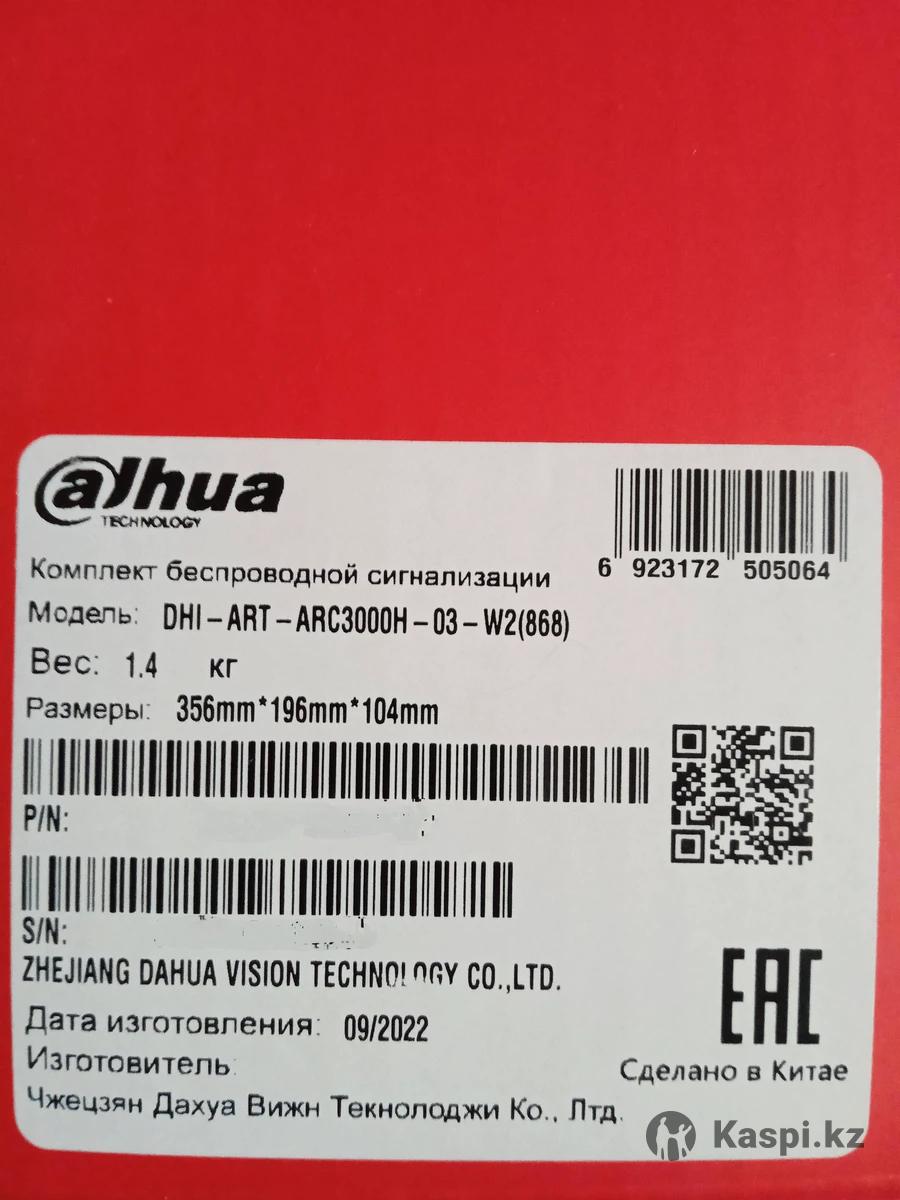 alhua
TECHNOLOGY
6 923172 505064
Комплект беспроводной сигнализации
Модель: DHI-ART-ARC3000H-03-W2(868)
Вес: 1.4 кг
Размеры: 356mm*196mm*104mm
P/N:
S/N:
ZHEJIANG DAHUA VISION TECHNOLOGY CO.,LTD.
Дата изготовления: 09/2022
Изготовитель:
Чжецзян Дахуа Вижн Текнолоджи Ко., Лтд.
EAC
Сделано в Китае
Kaspi.kz